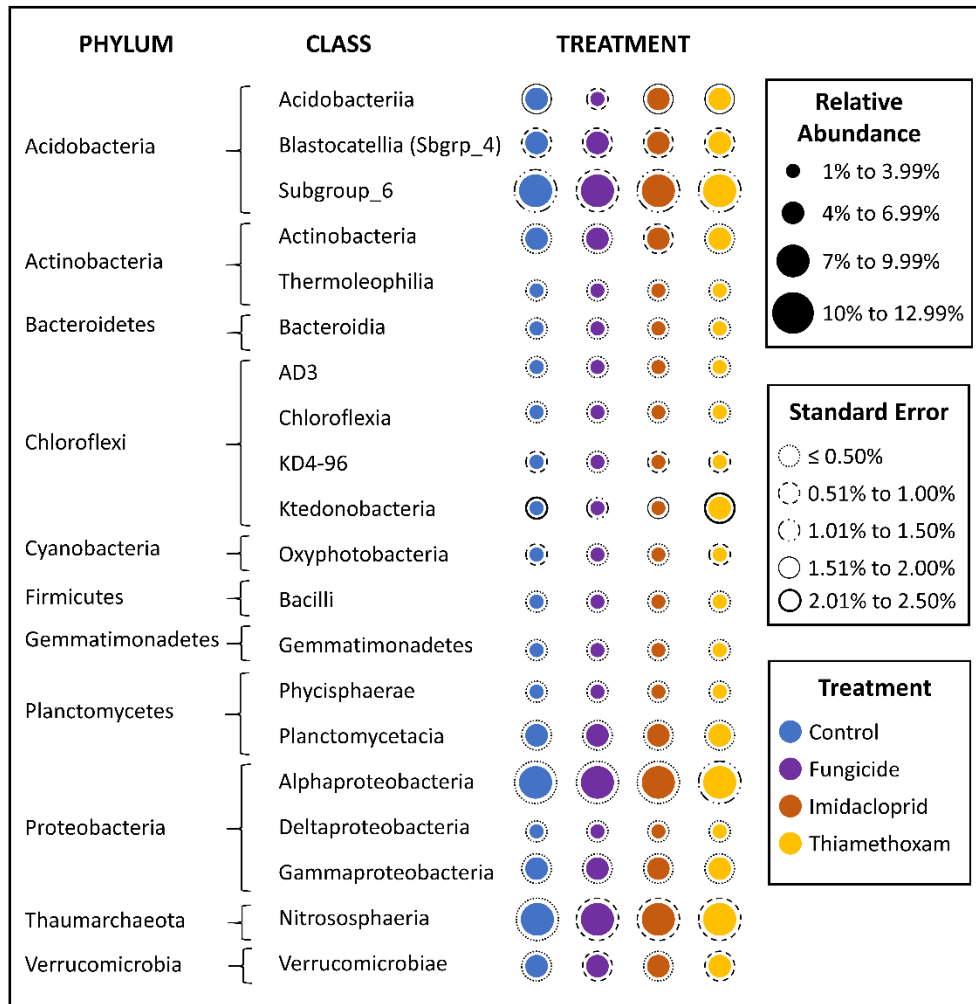 PHYLUM CLASS TREATMENT
Acidobacteria
Acidobacteriia
Blastocatellia (Sbgrp_4)
Subgroup_6
Actinobacteria
Actinobacteria
Thermoleophilia
Bacteroidetes
Bacteroidia
Chloroflexi
AD3
Chloroflexia
KD4-96
Ktedonobacteria
Cyanobacteria
Oxyphotobacteria
Firmicutes
Bacilli
Gemmatimonadetes
Gemmatimonadetes
Planctomycetes
Phycisphaerae
Planctomycetacia
Proteobacteria
Alphaproteobacteria
Deltaproteobacteria
Gammaproteobacteria
Thaumarchaeota
Nitrososphaeria
Verrucomicrobia
Verrucomicrobiae
Relative
Abundance
1% to 3.99%
4% to 6.99%
7% to 9.99%
10% to 12.99%
Standard Error
≤ 0.50%
0.51% to 1.00%
1.01% to 1.50%
1.51% to 2.00%
2.01% to 2.50%
Treatment
Control
Fungicide
Imidacloprid
Thiamethoxam